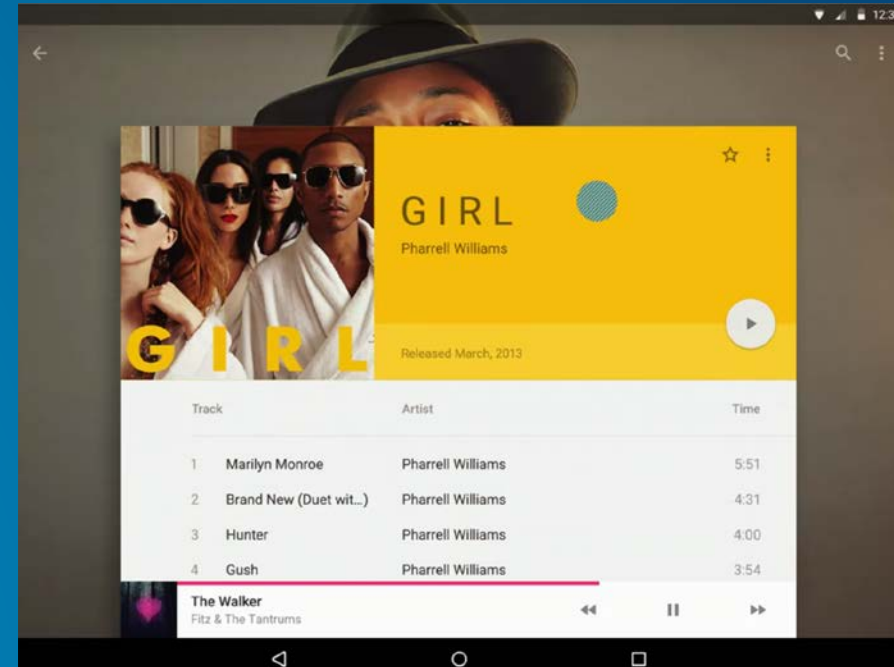 12:3
GIRL
Pharrell Williams
GIRL
Released March, 2013
Track Artist Time
1 Marilyn Monroe Pharrell Williams 5:51
2 Brand New (Duet wit...) Pharrell Williams 4:31
3 Hunter Pharrell Williams 4:00
4 Gush Pharrell Williams 3:54
The Walker
Fitz & The Tantrums